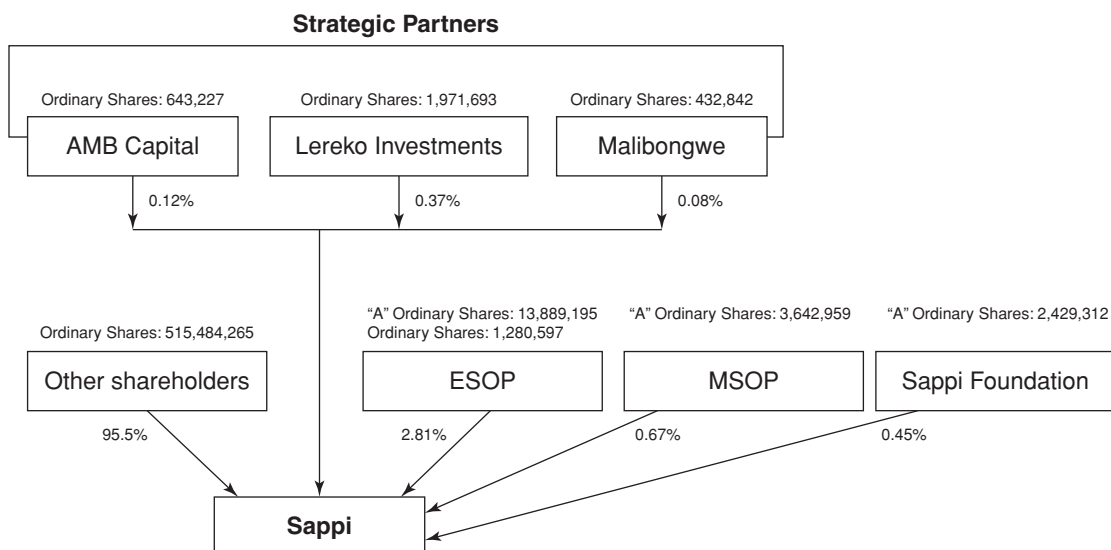 Strategic Partners
Ordinary Shares: 643,227
Ordinary Shares: 1,971,693
Ordinary Shares: 432,842
AMB Capital
Lereko Investments
Malibongwe
0.12%
0.37%
0.08%
“A” Ordinary Shares: 13,889,195
“A” Ordinary Shares: 3,642,959
“A” Ordinary Shares: 2,429,312
Ordinary Shares: 515,484,265
Ordinary Shares: 1,280,597
Other shareholders
ESOP
MSOP
Sappi Foundation
95.5%
2.81%
0.67%
0.45%
Sappi